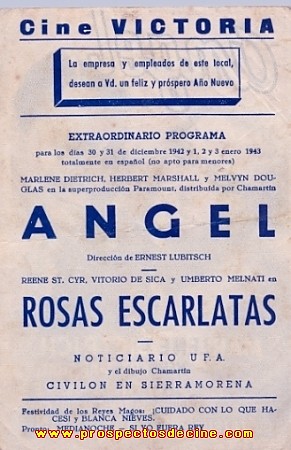 Cine VICTORIA
La empresa y empleados de este local,
desean a Vd. un feliz y próspero Año Nuevo
EXTRAORDINARIO PROGRAMA
para los días 30 y 31 de diciembre 1942 y 1, 2 y 3 enero 1943
totalmente en español (no apto para menores)
MARLENE DIETRICH, HERBERT MARSHALL y MELVYN DOU-
GLAS en la superproducción Paramount, distribuída por Chamartín
ANGEL
Dirección de ERNEST LUBITSCH
REENE ST. CYR, VITORIO DE SICA y UMBERTO MELNATI en
ROSAS ESCARLATAS
NOTICIARIO U.F.A.
y el dibujo Chamartín
CIVILON EN SIERRAMORENA
Festividad de los Reyes Magos: ¡CUIDADO CON LO QUE HA-
CES! y BLANCA NIEVES.
Pronto: MEDIANOCHE - SI YO FUERA REY
www.prospectosdecine.com